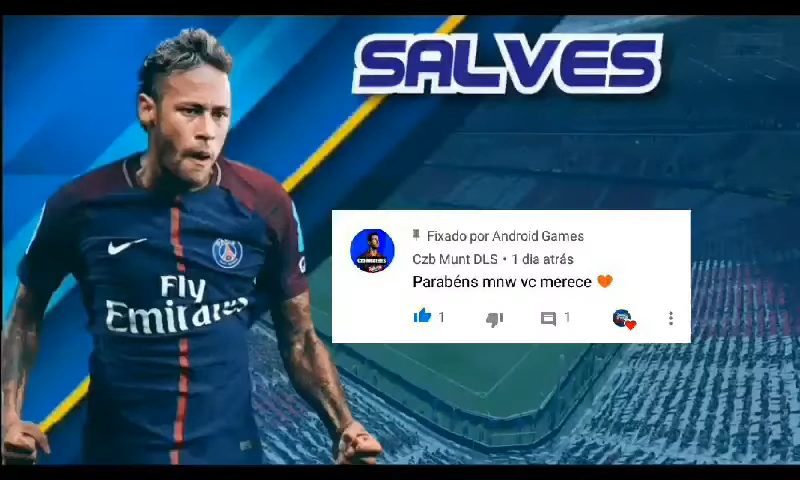 SALVES
Fixado por Android Games
Czb Munt DLS • 1 dia atrás
Parabéns mnw vc merece 🧡
1
1
Fly
Emirates